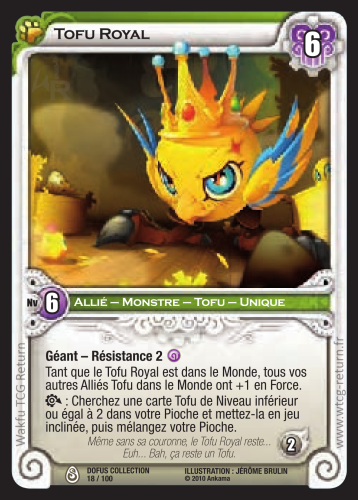 TOFU ROYAL
6
Nv 6 ALLIÉ – MONSTRE – TOFU – UNIQUE
Géant – Résistance 2
Tant que le Tofu Royal est dans le Monde, tous vos
autres Alliés Tofu dans le Monde ont +1 en Force.
: Cherchez une carte Tofu de Niveau inférieur
ou égal à 2 dans votre Pioche et mettez-la en jeu
inclinée, puis mélangez votre Pioche.
Même sans sa couronne, le Tofu Royal reste...
Euh... Bah, ça reste un Tofu.
2
DOFUS COLLECTION
18 / 100
ILLUSTRATION : JÉRÔME BRULIN
© 2010 Ankama
Wakfu TCG Return
www.wtcg-return.fr